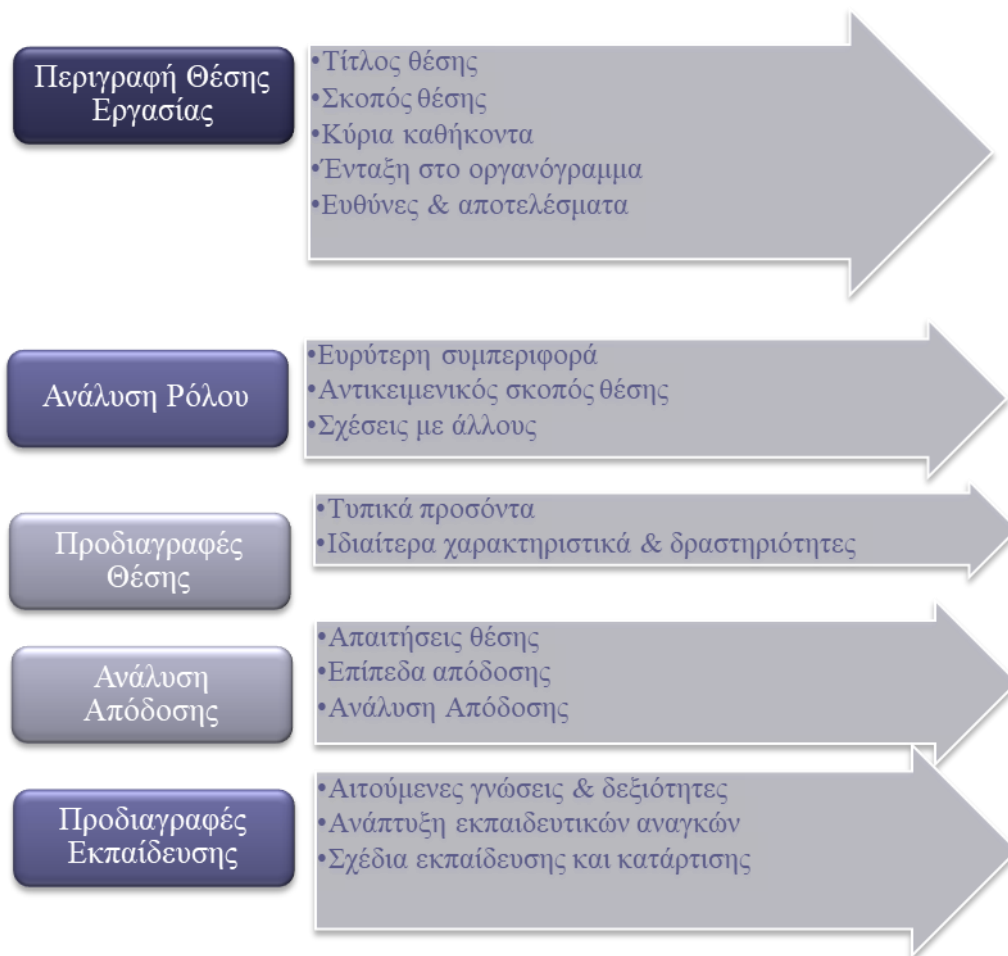 Περιγραφή Θέσης
Εργασίας
•Τίτλος θέσης
•Σκοπός θέσης
•Κύρια καθήκοντα
•Ένταξη στο οργανόγραμμα
•Ευθύνες & αποτελέσματα
Ανάλυση Ρόλου
•Ευρύτερη συμπεριφορά
•Αντικειμενικός σκοπός θέσης
•Σχέσεις με άλλους
Προδιαγραφές
Θέσης
•Τυπικά προσόντα
•Ιδιαίτερα χαρακτηριστικά & δραστηριότητες
Ανάλυση
Απόδοσης
•Απαιτήσεις θέσης
•Επίπεδα απόδοσης
•Ανάλυση Απόδοσης
Προδιαγραφές
Εκπαίδευσης
•Αιτούμενες γνώσεις & δεξιότητες
•Ανάπτυξη εκπαιδευτικών αναγκών
•Σχέδια εκπαίδευσης και κατάρτισης